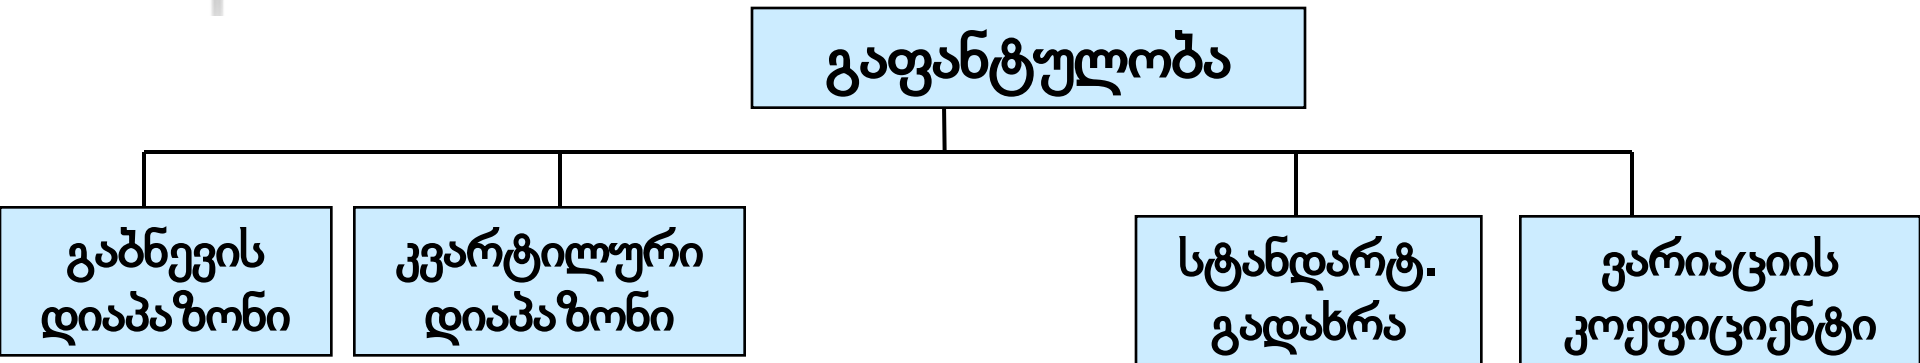 გაფანტულობა
გაბნევის
დიაპაზონი
კვარტილური
დიაპაზონი
სტანდარტ.
გადახრა
ვარიაციის
კოეფიციენტი